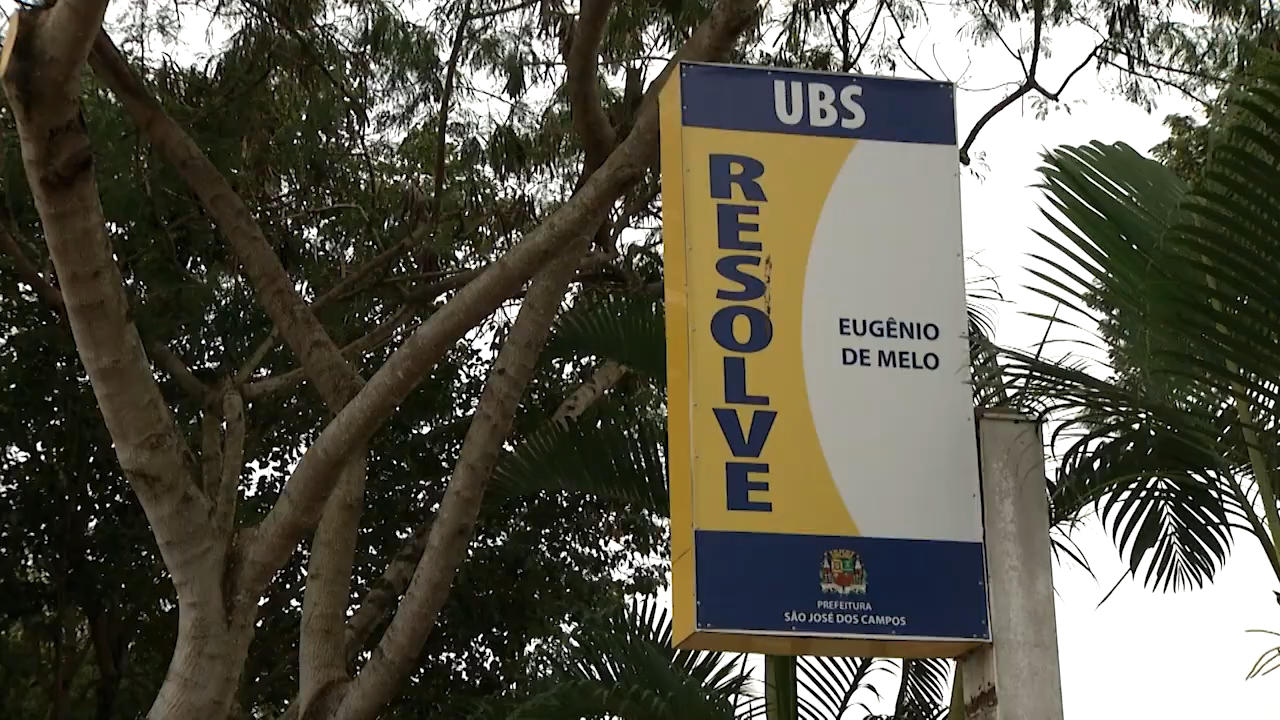 UBS
RESOLVE
EUGÊNIO
DE MELO
PREFEITURA
SÃO JOSÉ DOS CAMPOS